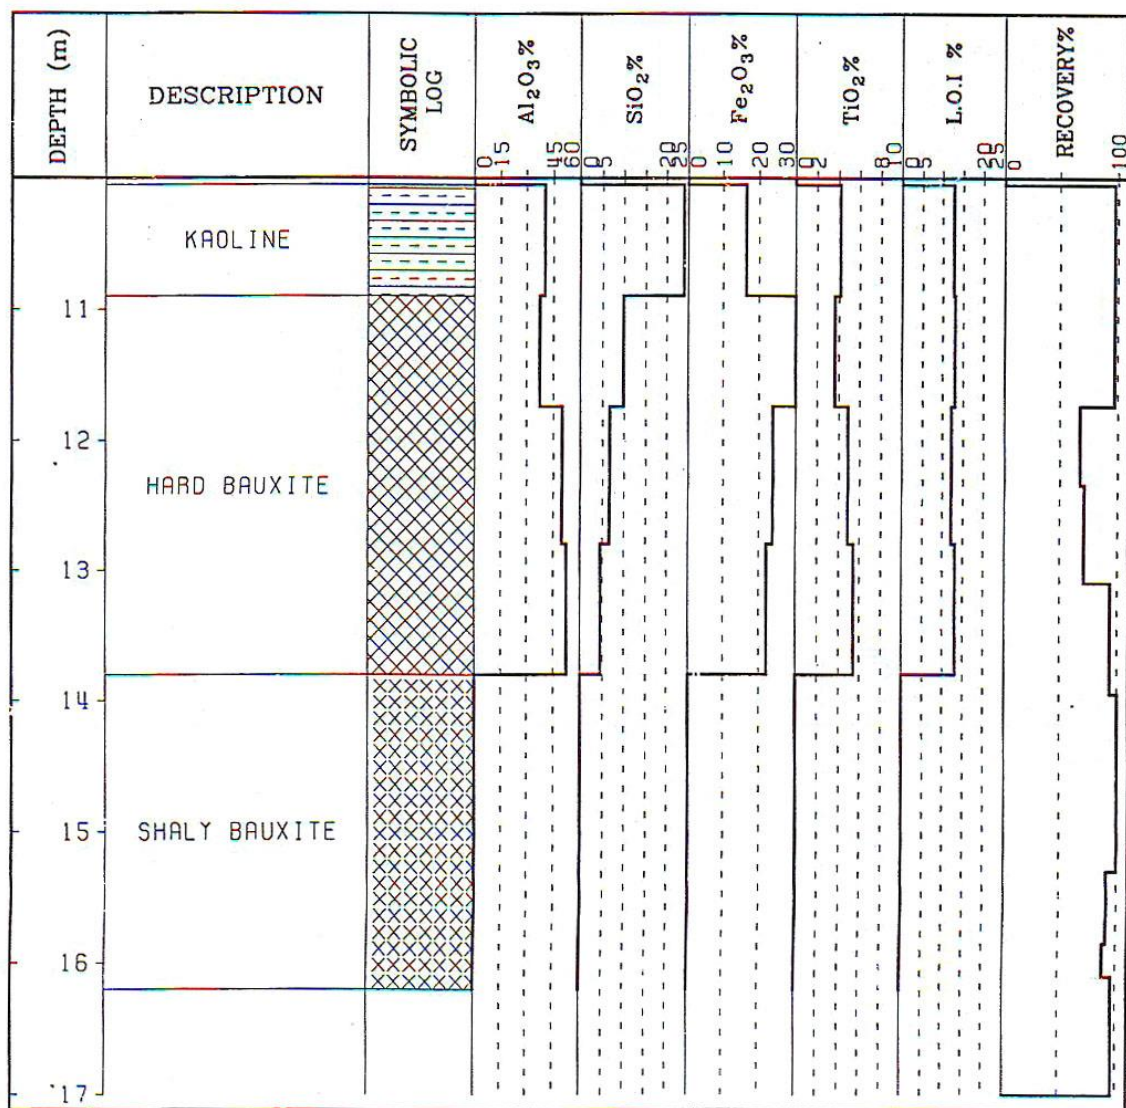 DEPTH (m)
DESCRIPTION
SYMBOLIC
LOG
Al₂O₃%
SiO₂%
Fe₂O₃%
TiO₂%
L.O.I %
RECOVERY%
0 15 45 60
0 5 20 25
0 10 20 30
0 2 8 10
0 5 20 25
0 100
KAOLINE
11
12
HARD BAUXITE
13
14
15
SHALY BAUXITE
16
17